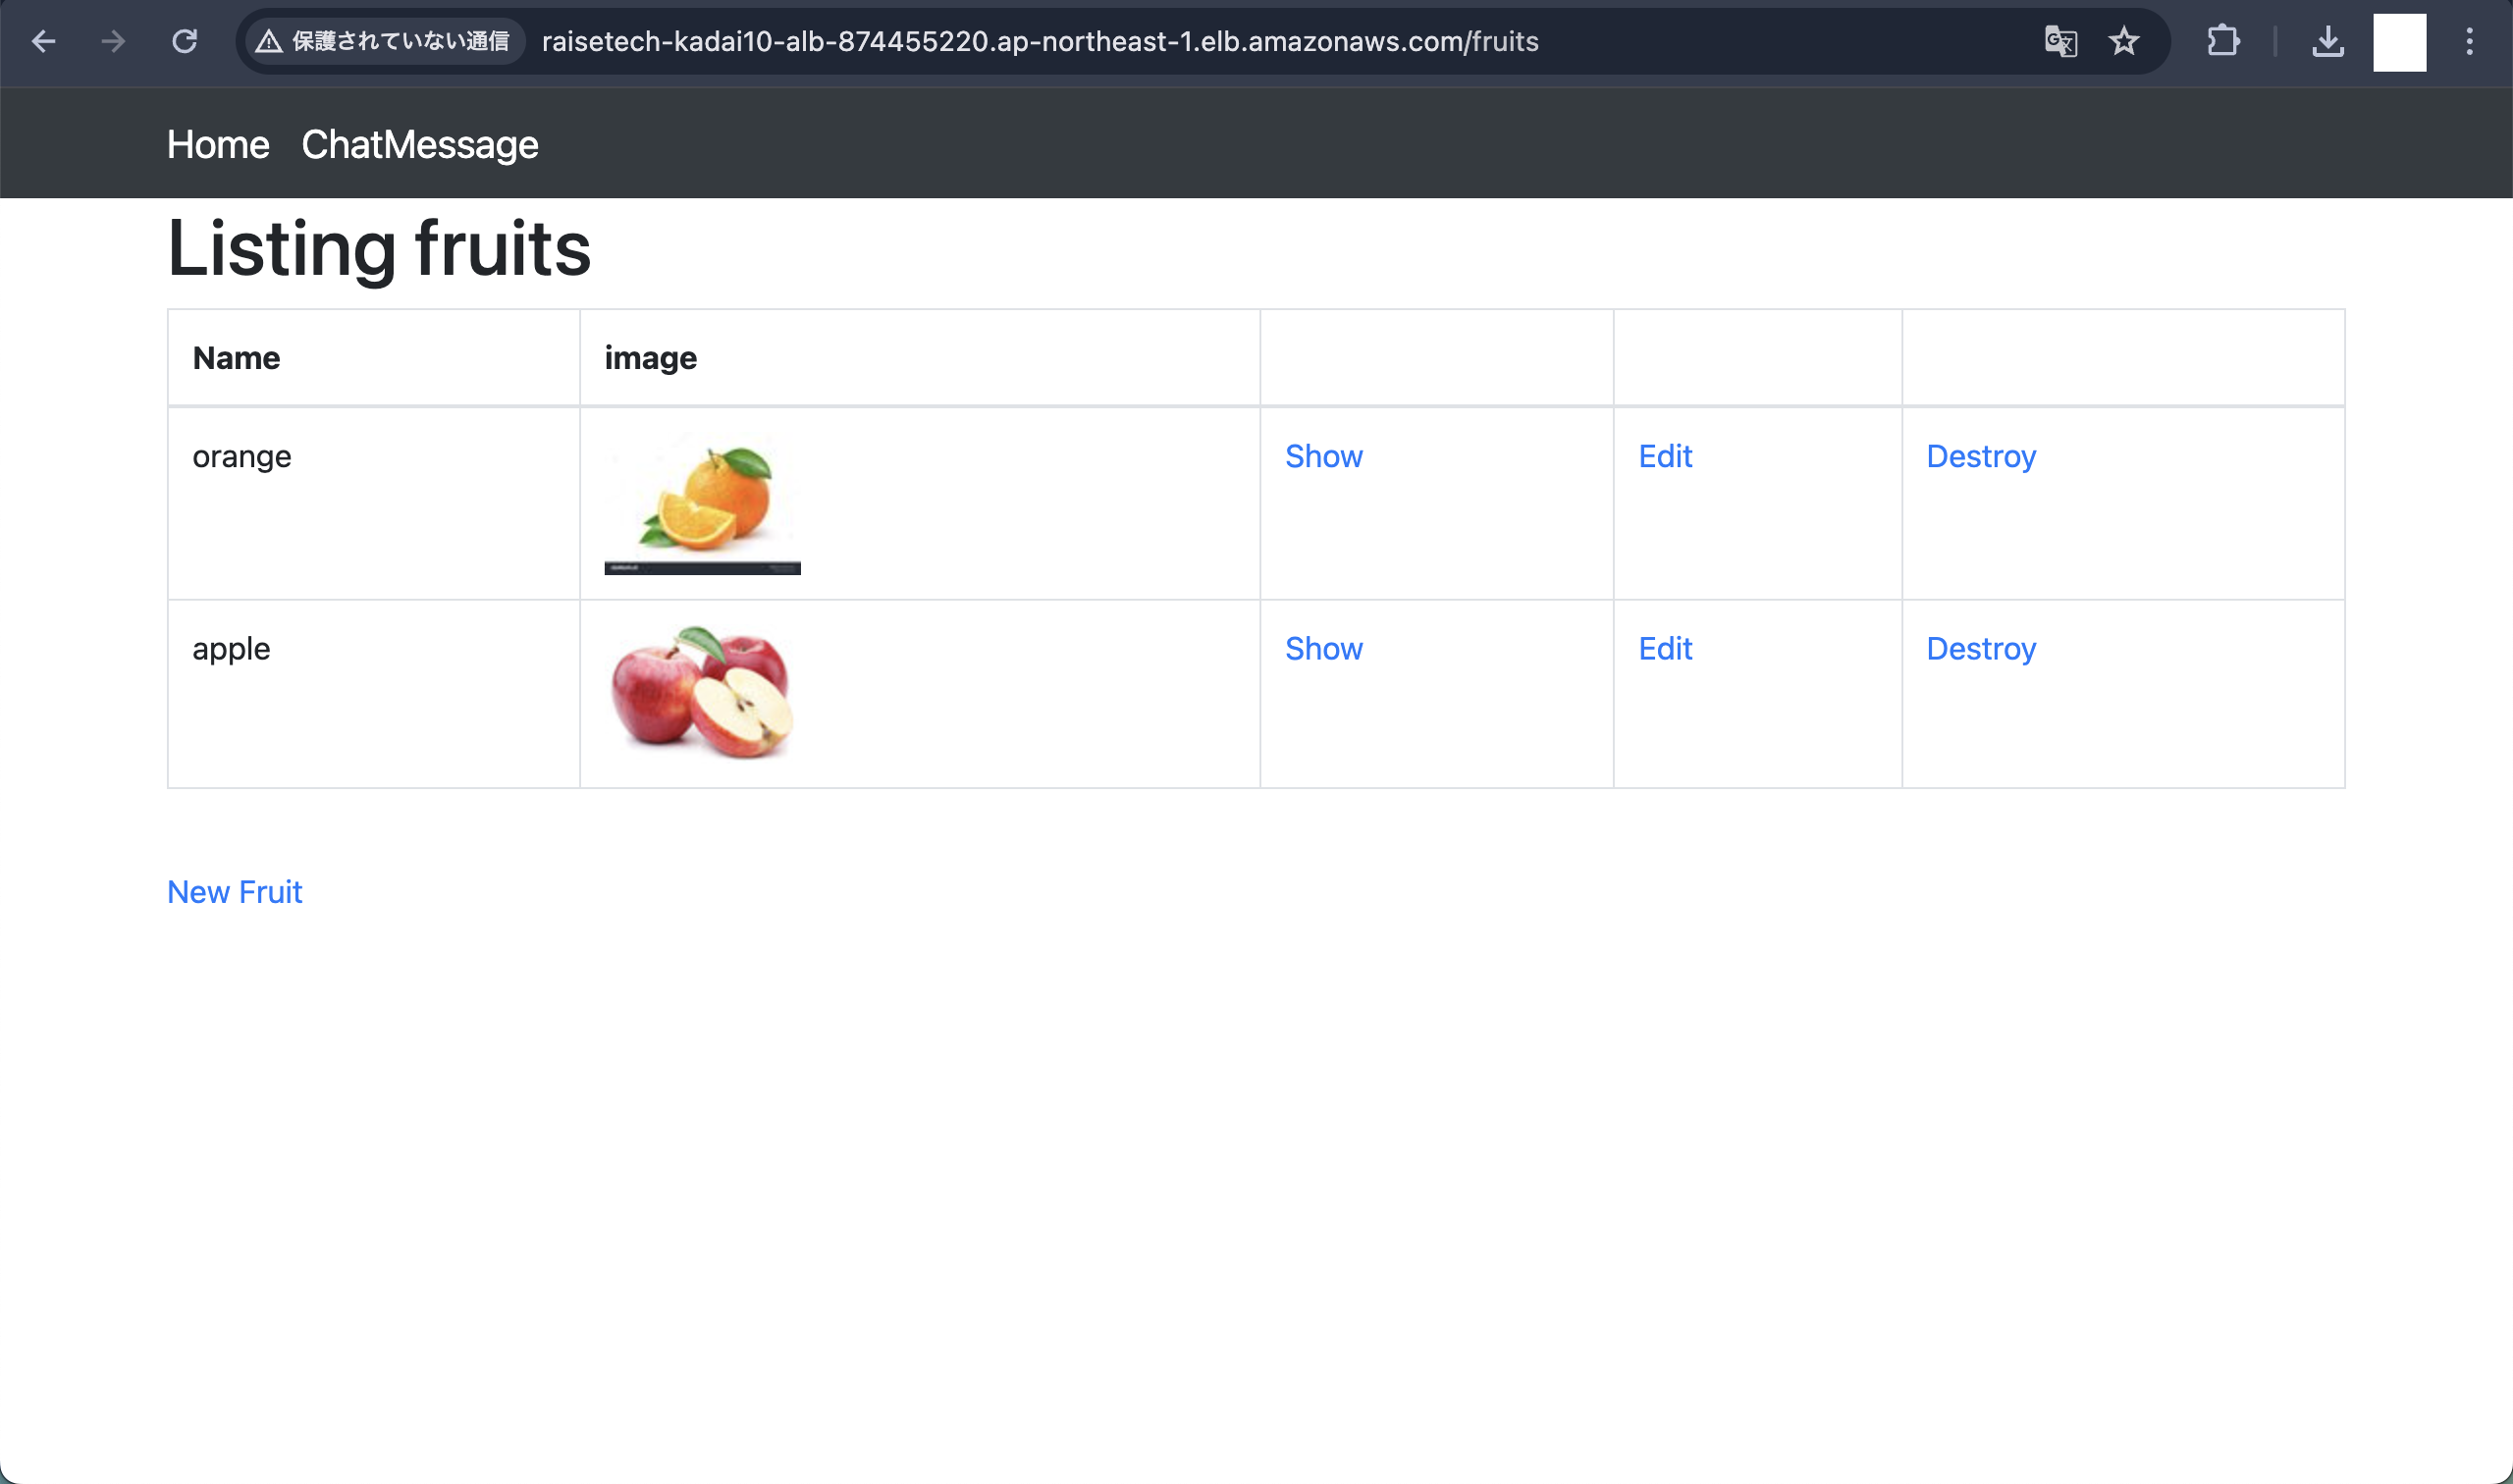 保護されていない通信 raisetech-kadai10-alb-874455220.ap-northeast-1.elb.amazonaws.com/fruits
Home ChatMessage
Listing fruits
Name image
orange Show Edit Destroy
apple Show Edit Destroy
New Fruit